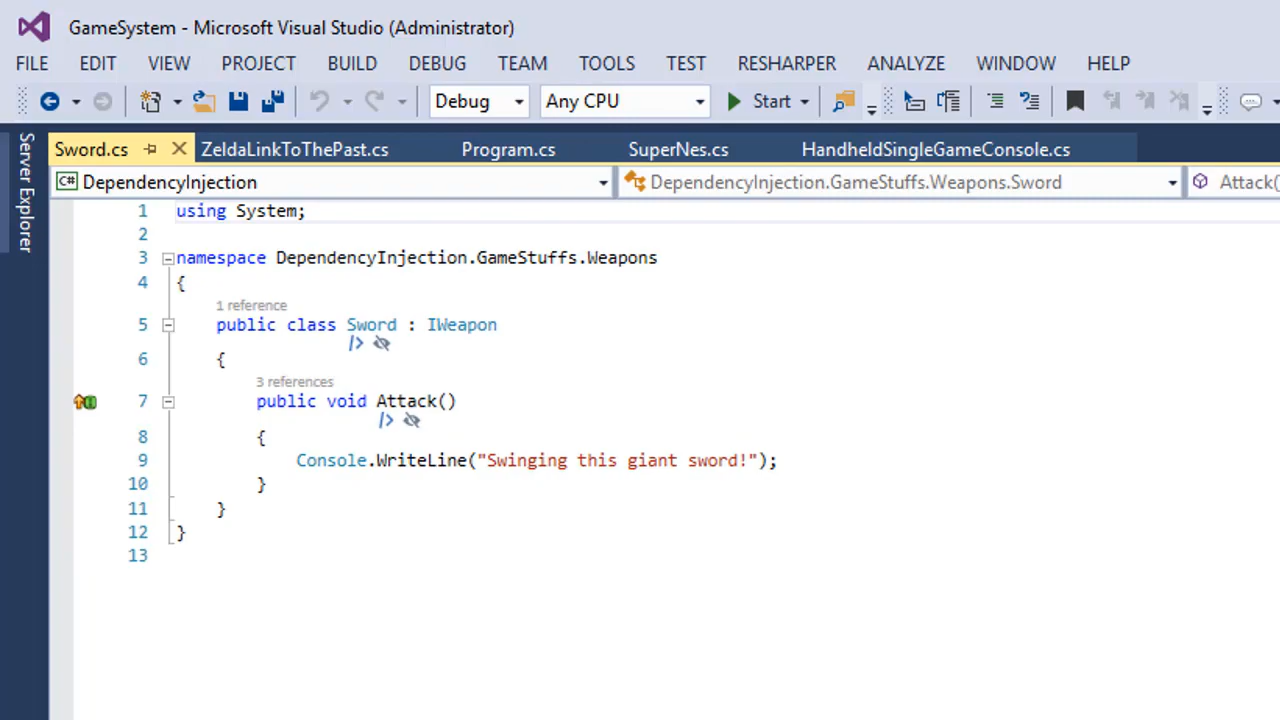 GameSystem - Microsoft Visual Studio (Administrator)
FILE EDIT VIEW PROJECT BUILD DEBUG TEAM TOOLS TEST RESHARPER ANALYZE WINDOW HELP
Debug Any CPU Start
Server Explorer
Sword.cs ZeldaLinkToThePast.cs Program.cs SuperNes.cs HandheldSingleGameConsole.cs
C# DependencyInjection DependencyInjection.GameStuffs.Weapons.Sword Attack()
1 using System;
2
3 namespace DependencyInjection.GameStuffs.Weapons
4 {
1 reference
5 public class Sword : IWeapon
6 {
3 references
7 public void Attack()
8 {
9 Console.WriteLine("Swinging this giant sword!");
10 }
11 }
12 }
13